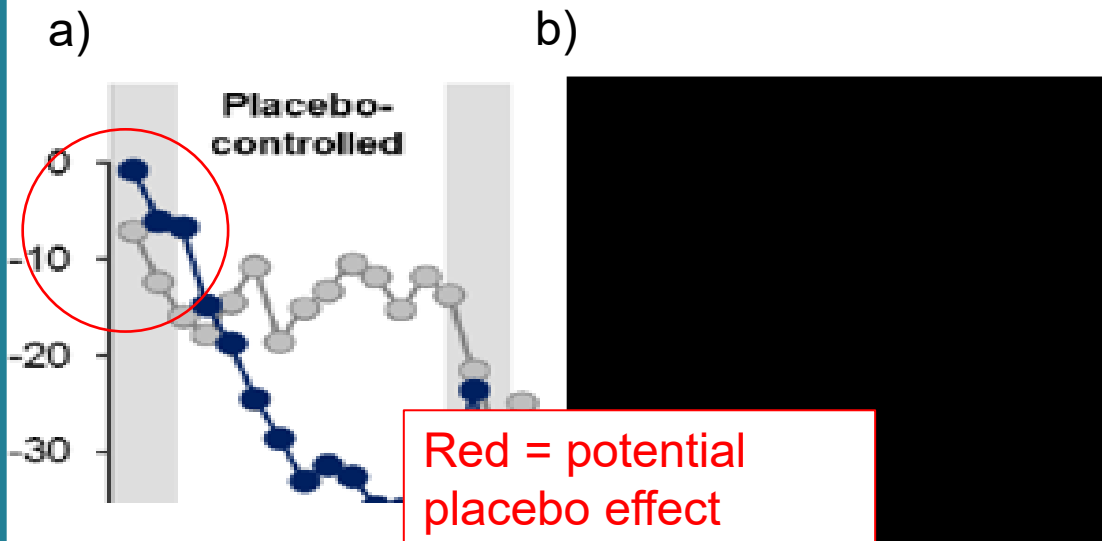 a)
b)
Placebo-
controlled
0
-10
-20
-30
Red = potential
placebo effect